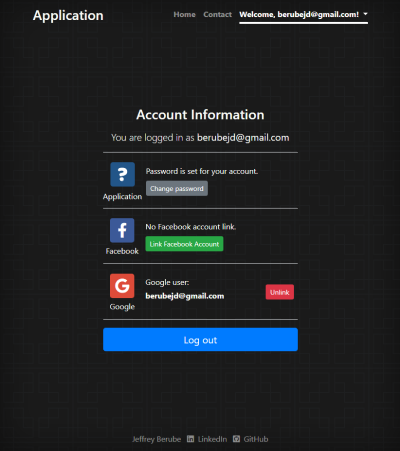 Application
Home Contact Welcome, berubejd@gmail.com!
Account Information
You are logged in as berubejd@gmail.com
?
Application
Password is set for your account.
Change password
f
Facebook
No Facebook account link.
Link Facebook Account
G
Google
Google user:
berubejd@gmail.com
Unlink
Log out
Jeffrey Berube LinkedIn GitHub